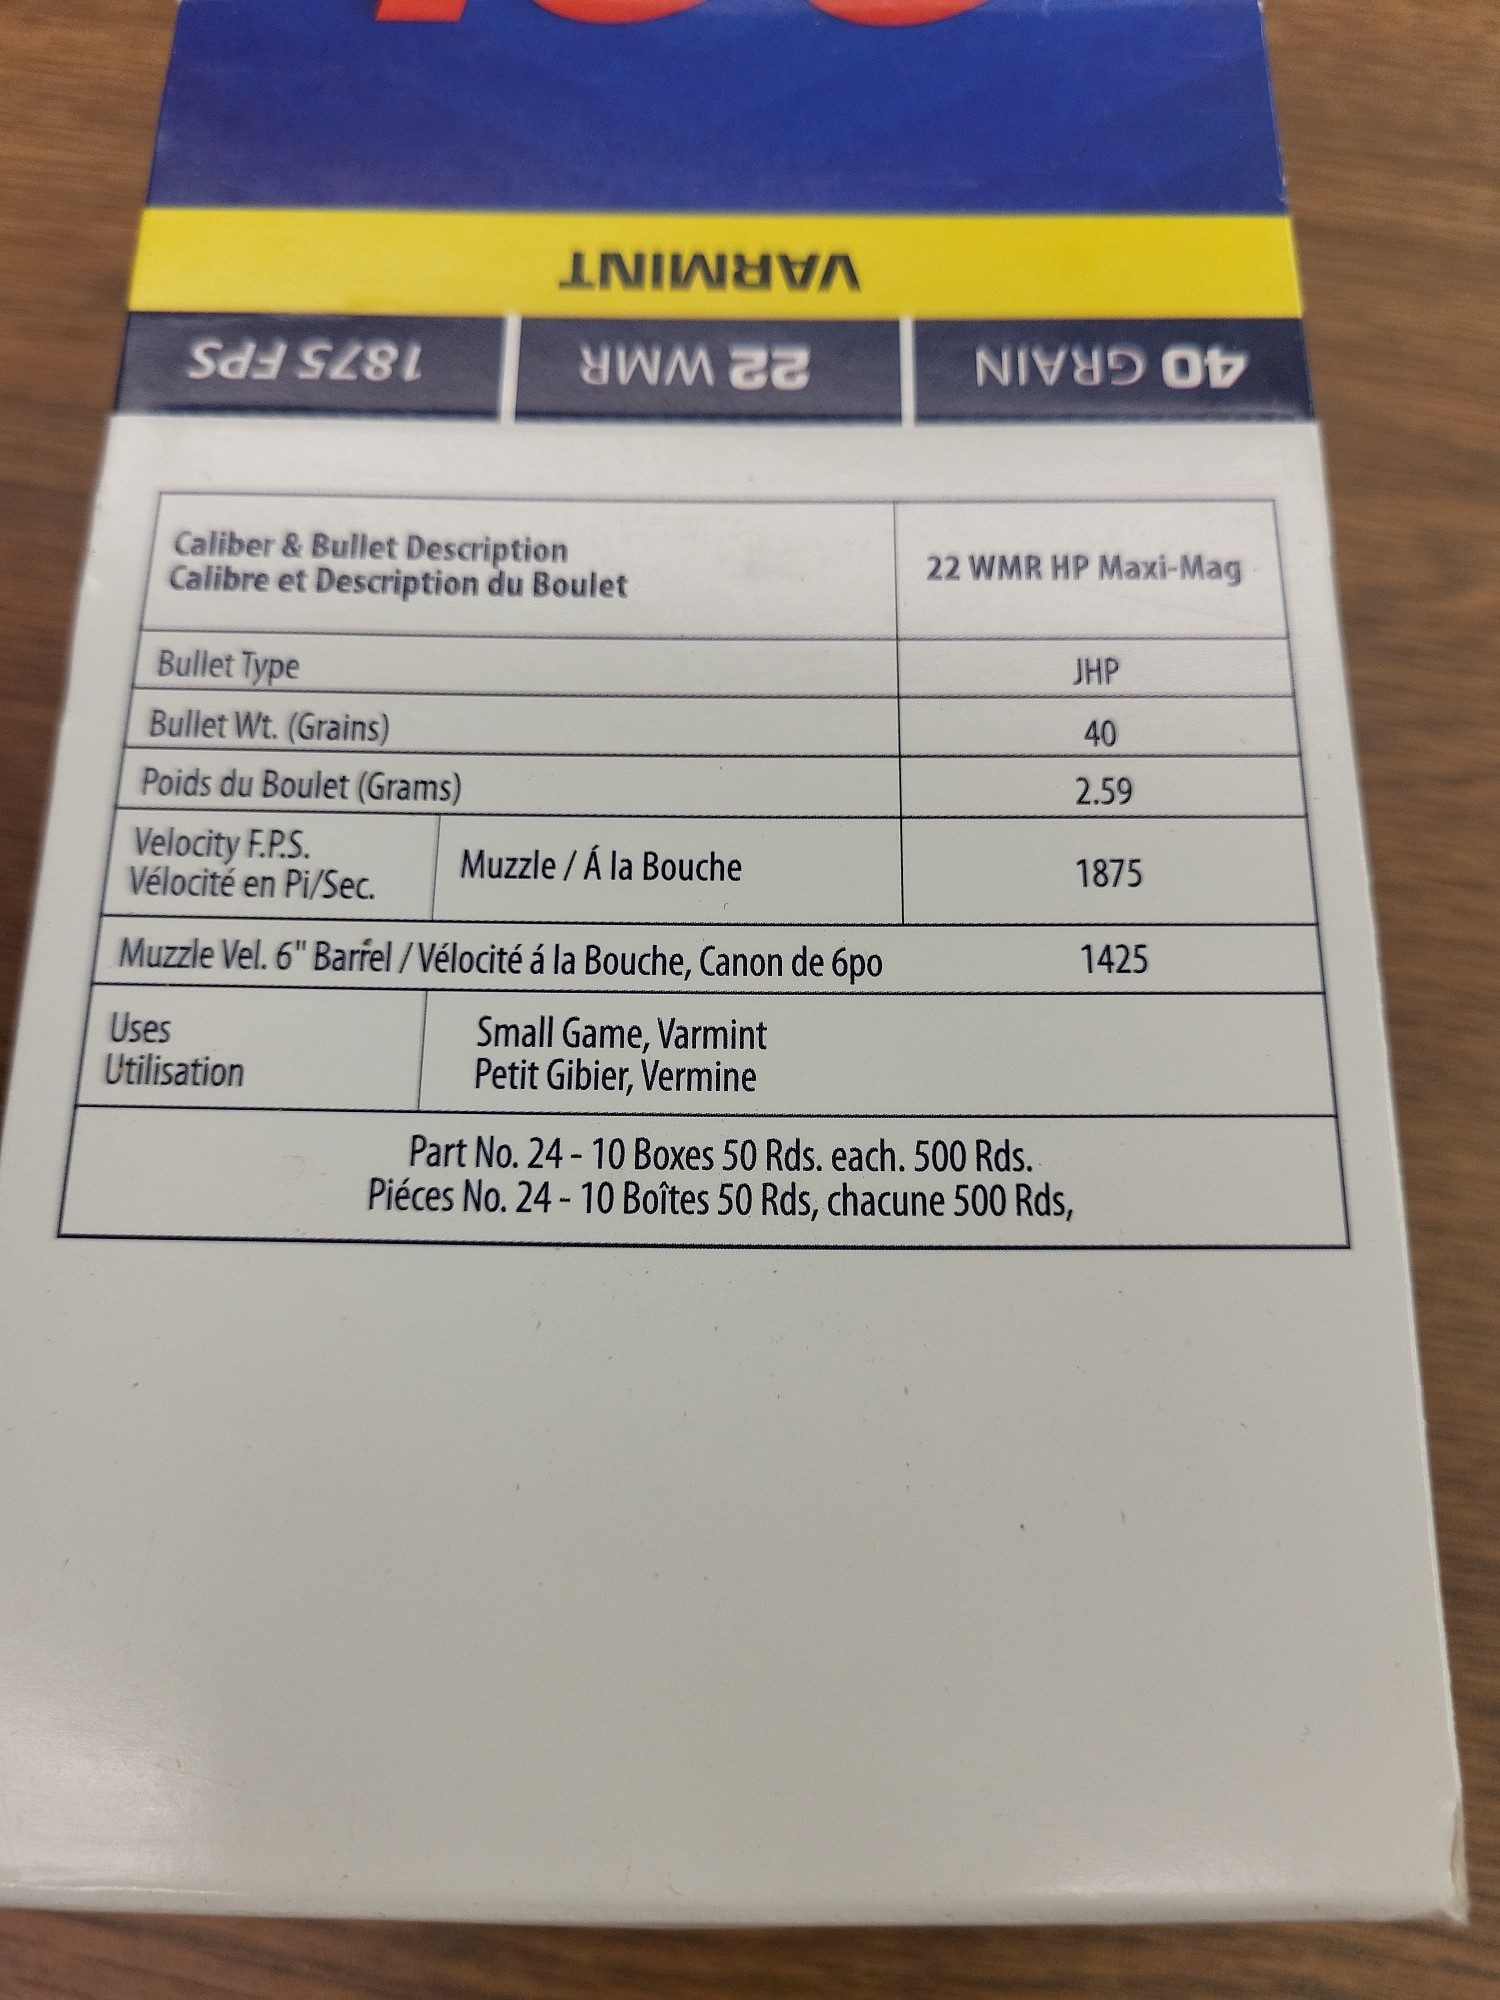 VARMINT
40 GRAIN
22 WMR
1875 FPS
Caliber & Bullet Description
Calibre et Description du Boulet
22 WMR HP Maxi-Mag
Bullet Type
JHP
Bullet Wt. (Grains)
40
Poids du Boulet (Grams)
2.59
Velocity F.P.S.
Vélocité en Pi/Sec.
Muzzle / Á la Bouche
1875
Muzzle Vel. 6" Barrel / Vélocité á la Bouche, Canon de 6po
1425
Uses
Utilisation
Small Game, Varmint
Petit Gibier, Vermine
Part No. 24 - 10 Boxes 50 Rds. each. 500 Rds.
Piéces No. 24 - 10 Boîtes 50 Rds, chacune 500 Rds,